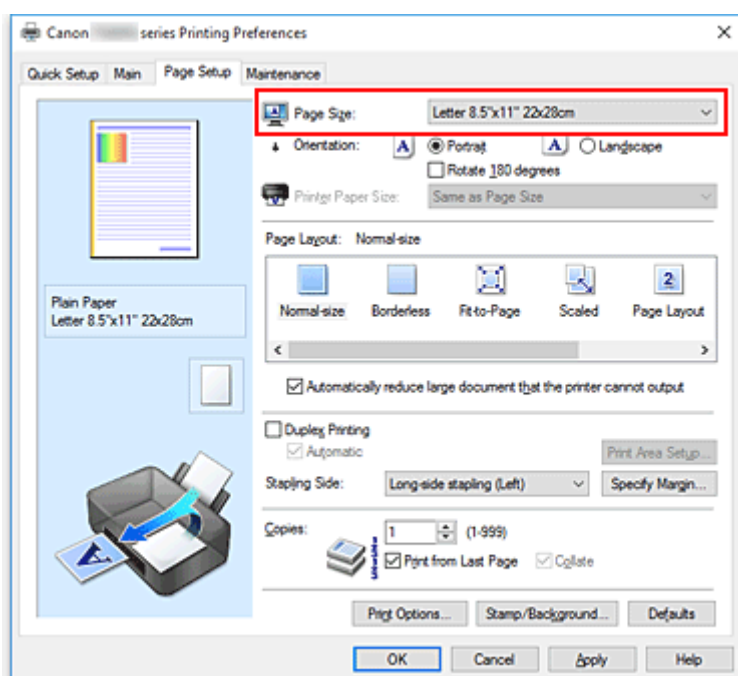 Canon series Printing Preferences
Quick Setup Main Page Setup Maintenance
Page Size: Letter 8.5"x11" 22x28cm
Orientation: A Portrait A Landscape
Rotate 180 degrees
Printer Paper Size: Same as Page Size
Page Layout: Normal-size
2
Normal-size Borderless Fit-to-Page Scaled Page Layout
Plain Paper
Letter 8.5"x11" 22x28cm
Automatically reduce large document that the printer cannot output
Duplex Printing
Automatic Print Area Setup...
Stapling Side: Long-side stapling (Left) Specify Margin...
Copies: 1 (1-999)
Print from Last Page Collate
A
Print Options... Stamp/Background... Defaults
OK Cancel Apply Help